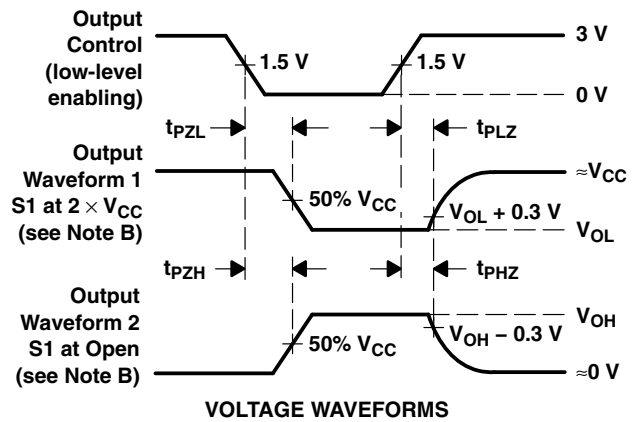 Output
Control
(low-level
enabling)
1.5 V
1.5 V
3 V
0 V
tPZL
tPLZ
Output
Waveform 1
S1 at 2 × VCC
(see Note B)
50% VCC
VOL + 0.3 V
≈VCC
VOL
tPZH
tPHZ
Output
Waveform 2
S1 at Open
(see Note B)
50% VCC
VOH − 0.3 V
VOH
≈0 V
VOLTAGE WAVEFORMS